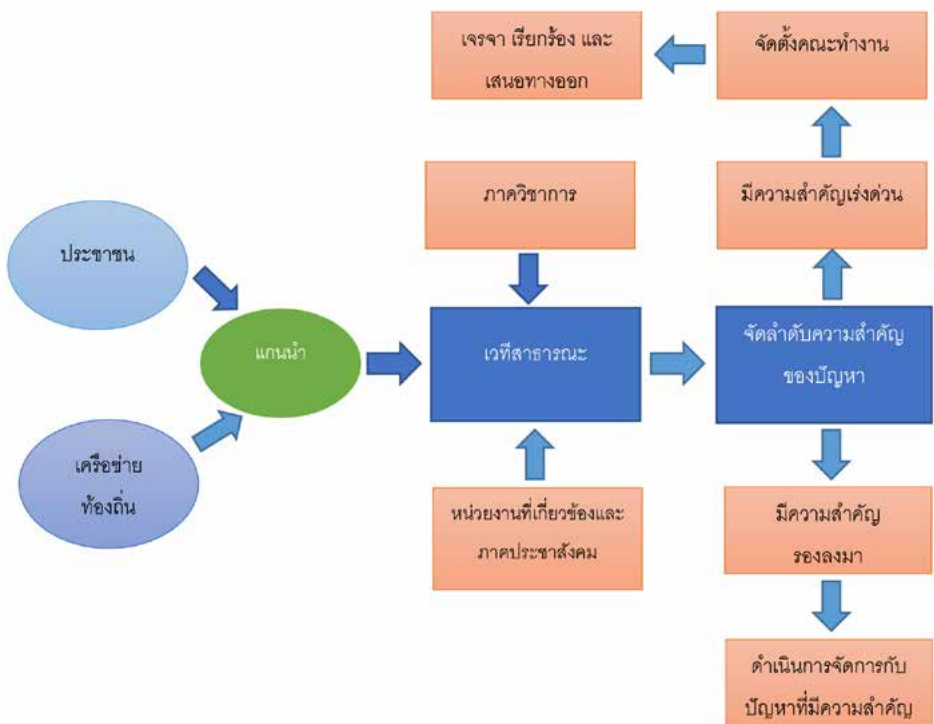 เจรจา เรียกร้อง และ
เสนอทางออก
จัดตั้งคณะทำงาน
ภาควิชาการ
มีความสำคัญเร่งด่วน
ประชาชน
แกนนำ
เวทีสาธารณะ
จัดลำดับความสำคัญ
ของปัญหา
เครือข่าย
ท้องถิ่น
หน่วยงานที่เกี่ยวข้องและ
ภาคประชาสังคม
มีความสำคัญ
รองลงมา
ดำเนินการจัดการกับ
ปัญหาที่มีความสำคัญ